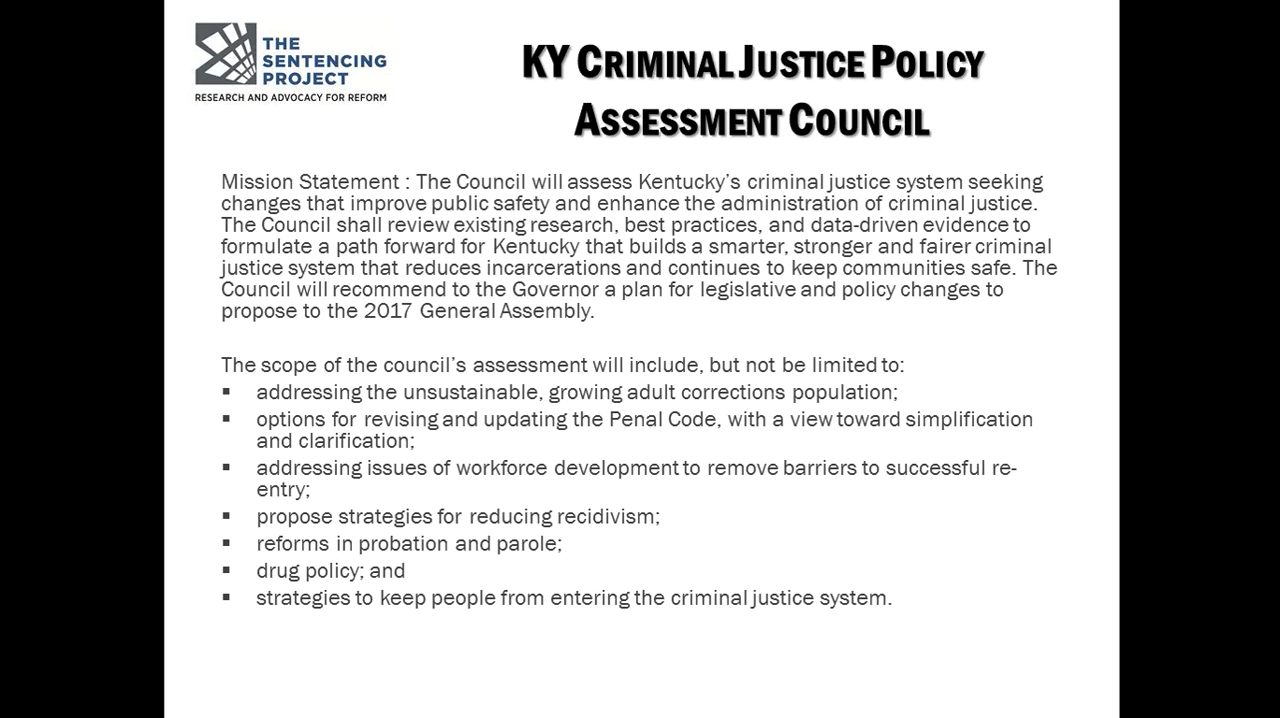 THE
SENTENCING
PROJECT
RESEARCH AND ADVOCACY FOR REFORM
KY CRIMINAL JUSTICE POLICY
ASSESSMENT COUNCIL
Mission Statement : The Council will assess Kentucky’s criminal justice system seeking
changes that improve public safety and enhance the administration of criminal justice.
The Council shall review existing research, best practices, and data-driven evidence to
formulate a path forward for Kentucky that builds a smarter, stronger and fairer criminal
justice system that reduces incarcerations and continues to keep communities safe. The
Council will recommend to the Governor a plan for legislative and policy changes to
propose to the 2017 General Assembly.
The scope of the council’s assessment will include, but not be limited to:
▪ addressing the unsustainable, growing adult corrections population;
▪ options for revising and updating the Penal Code, with a view toward simplification
and clarification;
▪ addressing issues of workforce development to remove barriers to successful re-
entry;
▪ propose strategies for reducing recidivism;
▪ reforms in probation and parole;
▪ drug policy; and
▪ strategies to keep people from entering the criminal justice system.